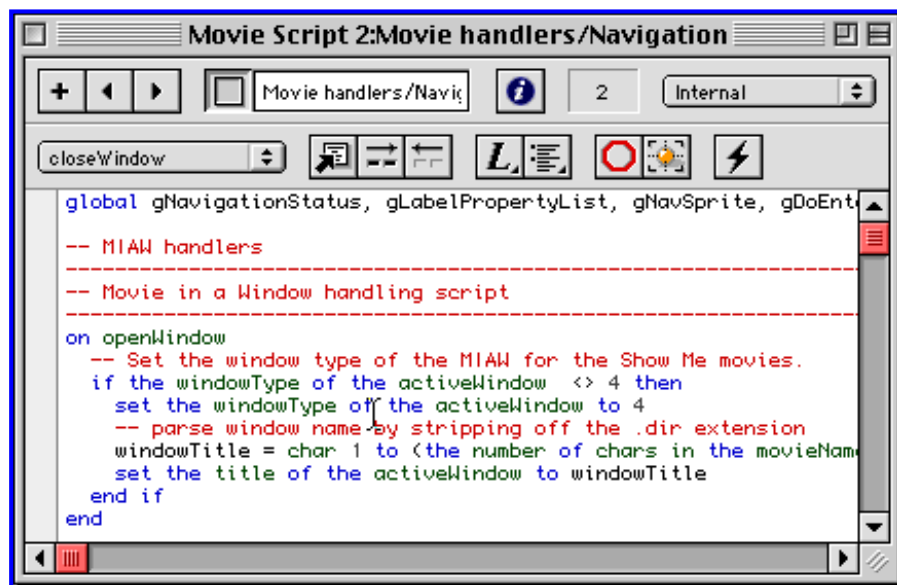 Movie Script 2:Movie handlers/Navigation
Movie handlers/Navig
2
Internal
closeWindow
L
global gNavigationStatus, gLabelPropertyList, gNavSprite, gDoEnt
-- MIAW handlers
--------------------------------------------------------------------
-- Movie in a Window handling script
--------------------------------------------------------------------
on openWindow
-- Set the window type of the MIAW for the Show Me movies.
if the windowType of the activeWindow <> 4 then
set the windowType of the activeWindow to 4
-- parse window name by stripping off the .dir extension
windowTitle = char 1 to (the number of chars in the movieNam
set the title of the activeWindow to windowTitle
end if
end